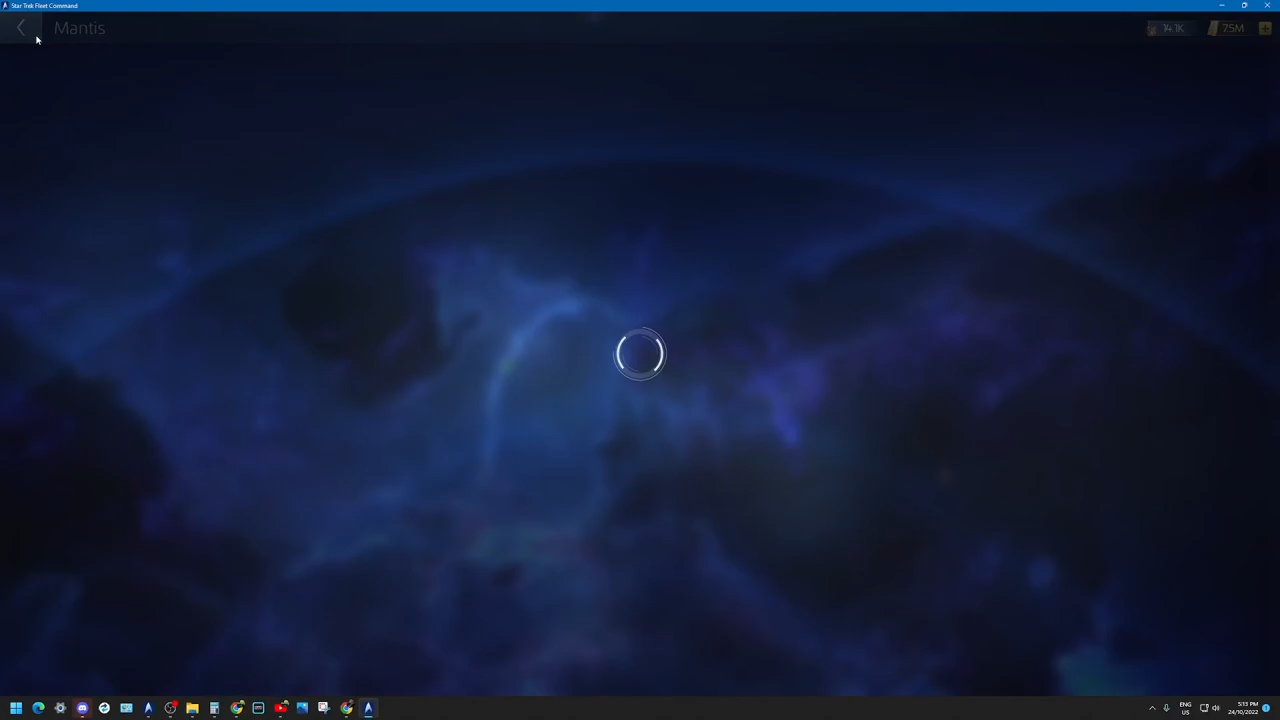 Star Trek Fleet Command
Mantis
14.1K
7.5M
ENG
US
5:13 PM
24/10/2022